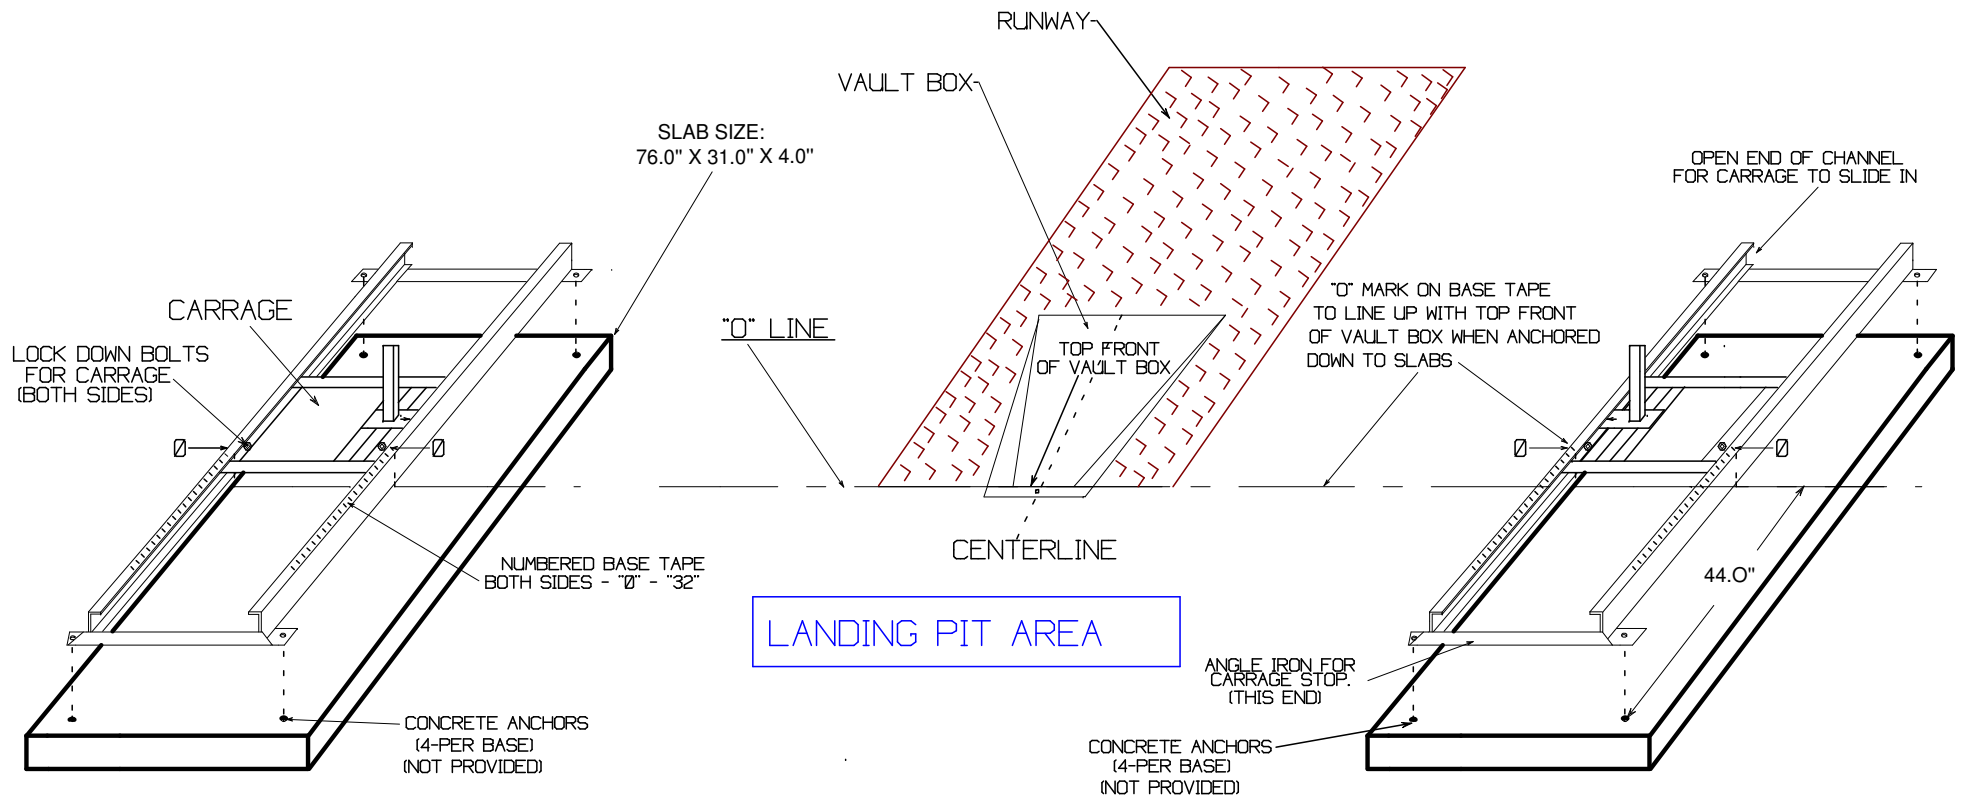 RUNWAY
VAULT BOX
SLAB SIZE:
76.0" X 31.0" X 4.0"
OPEN END OF CHANNEL
FOR CARRAGE TO SLIDE IN
CARRAGE
"0" LINE
"0" MARK ON BASE TAPE
TO LINE UP WITH TOP FRONT
OF VAULT BOX WHEN ANCHORED
DOWN TO SLABS
LOCK DOWN BOLTS
FOR CARRAGE
(BOTH SIDES)
TOP FRONT
OF VAULT BOX
0
0
0
0
CENTERLINE
NUMBERED BASE TAPE
BOTH SIDES - "0" - "32"
44.0"
LANDING PIT AREA
ANGLE IRON FOR
CARRAGE STOP.
(THIS END)
CONCRETE ANCHORS
(4-PER BASE)
(NOT PROVIDED)
CONCRETE ANCHORS
(4-PER BASE)
(NOT PROVIDED)